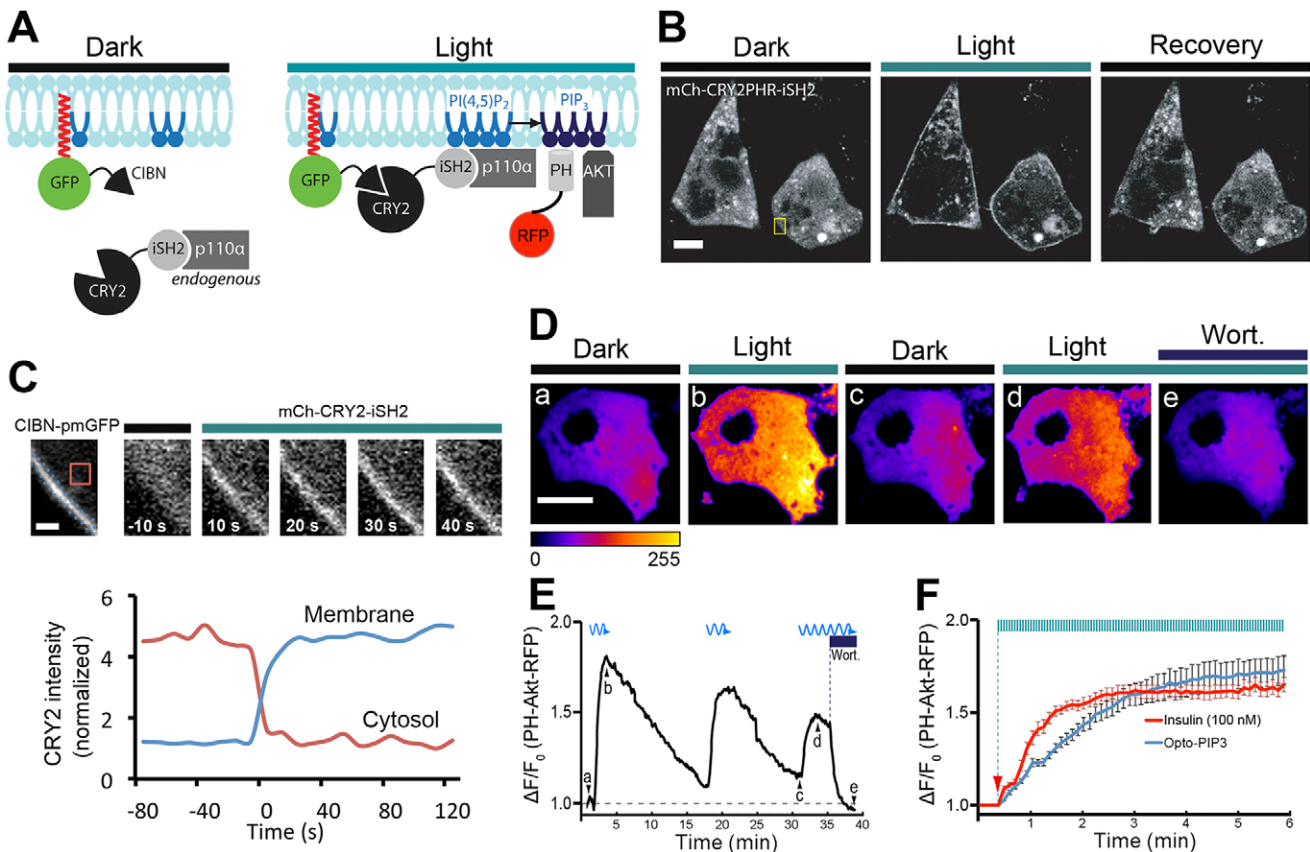 A
Dark
Light
GFP
CIBN
CRY2
iSH2
p110α
endogenous
PI(4,5)P2
PIP3
GFP
CRY2
iSH2
p110α
PH
AKT
RFP
B
Dark
Light
Recovery
mCh-CRY2PHR-iSH2
C
CIBN-pmGFP
mCh-CRY2-iSH2
-10 s
10 s
20 s
30 s
40 s
CRY2 intensity
(normalized)
6
4
2
0
Membrane
Cytosol
-80
-40
0
40
80
120
Time (s)
D
Dark
Light
Dark
Light
Wort.
a
b
c
d
e
0
255
E
ΔF/F0 (PH-Akt-RFP)
2.0
1.5
1.0
a
b
c
d
e
Wort.
5
10
15
20
25
30
35
40
Time (min)
F
ΔF/F0 (PH-Akt-RFP)
2.0
1.5
1.0
Insulin (100 nM)
Opto-PIP3
1
2
3
4
5
6
Time (min)